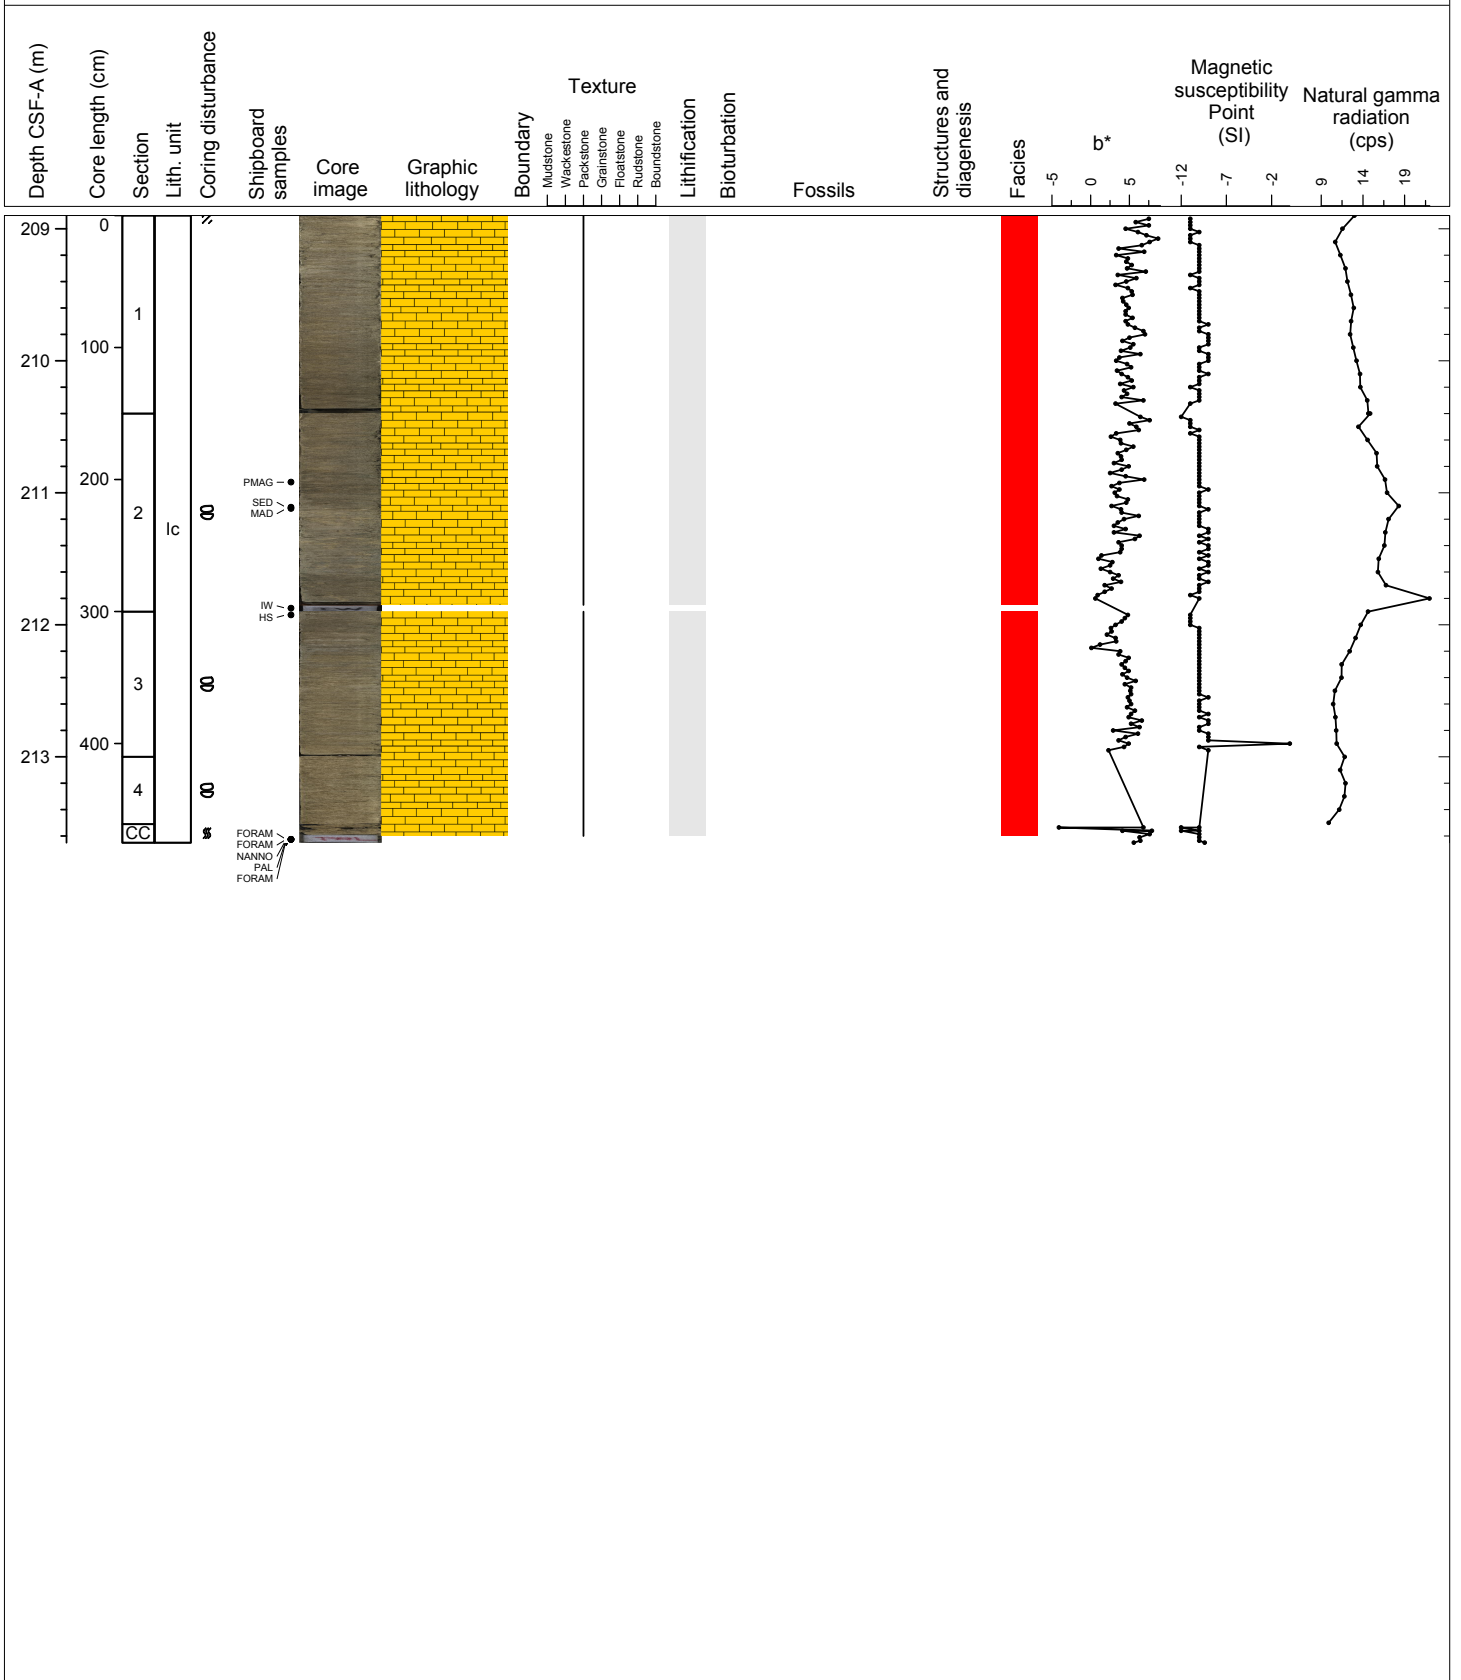 Depth CSF-A (m)
Core length (cm)
Section
Lith. unit
Coring disturbance
Shipboard
samples
Core
image
Graphic
lithology
Boundary
Texture
Mudstone
Wackestone
Packstone
Grainstone
Floatstone
Rudstone
Boundstone
Lithification
Bioturbation
Fossils
Structures and
diagenesis
Facies
b*
-5
0
5
Magnetic
susceptibility
Point
(SI)
-12
-7
-2
Natural gamma
radiation
(cps)
9
14
19
209
210
211
212
213
0
100
200
300
400
1
2
3
4
CC
Ic
PMAG
SED
MAD
IW
HS
FORAM
FORAM
NANNO
PAL
FORAM